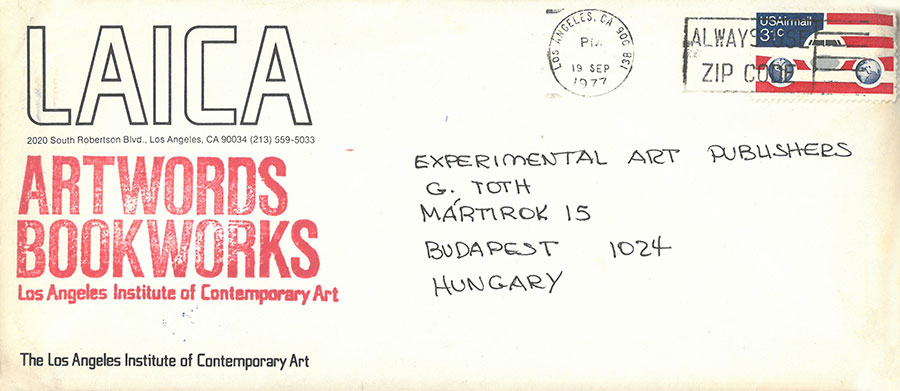 LAICA
2020 South Robertson Blvd., Los Angeles, CA 90034 (213) 559-5033
ARTWORDS
BOOKWORKS
Los Angeles Institute of Contemporary Art
The Los Angeles Institute of Contemporary Art
LOS ANGELES, CA 900 13B
PM
19 SEP
1977
ALWAYS USE
ZIP CODE
USAirmail
31c
EXPERIMENTAL ART PUBLISHERS
G. TOTH
MÁRTIROK 15
BUDAPEST 1024
HUNGARY